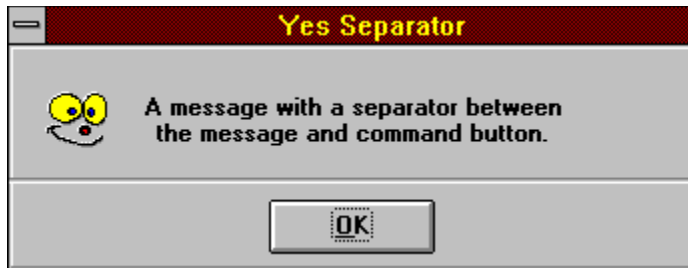 Yes Separator
A message with a separator between
the message and command button.
OK